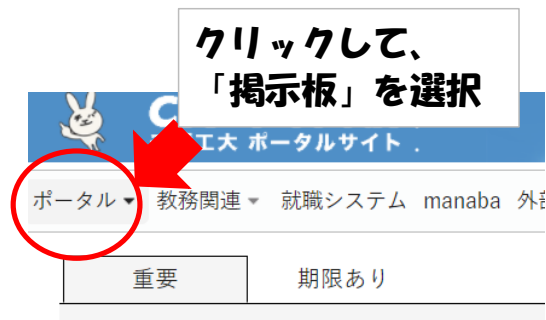 クリックして、
「掲示板」を選択
工大 ポータルサイト
ポータル 教務関連 就職システム manaba 外部
重要 期限あり